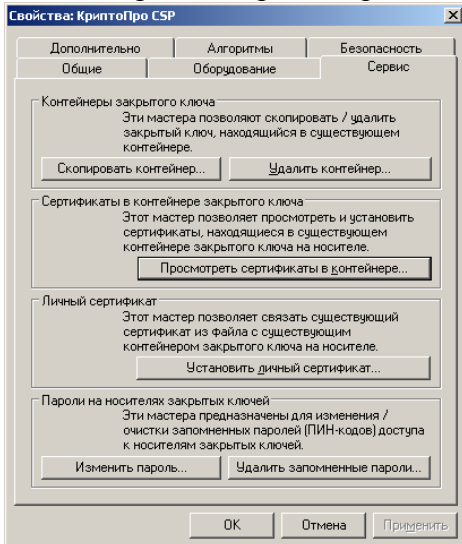 Свойства: КриптоПро CSP
Дополнительно Алгоритмы Безопасность
Общие Оборудование Сервис
Контейнеры закрытого ключа
Эти мастера позволяют скопировать / удалить
закрытый ключ, находящийся в существующем
контейнере.
Скопировать контейнер... Удалить контейнер...
Сертификаты в контейнере закрытого ключа
Этот мастер позволяет просмотреть и установить
сертификаты, находящиеся в существующем
контейнере закрытого ключа на носителе.
Просмотреть сертификаты в контейнере...
Личный сертификат
Этот мастер позволяет связать существующий
сертификат из файла с существующим
контейнером закрытого ключа на носителе.
Установить личный сертификат...
Пароли на носителях закрытых ключей
Эти мастера предназначены для изменения /
очистки запомненных паролей (ПИН-кодов) доступа
к носителям закрытых ключей.
Изменить пароль... Удалить запомненные пароли...
OK Отмена Применить